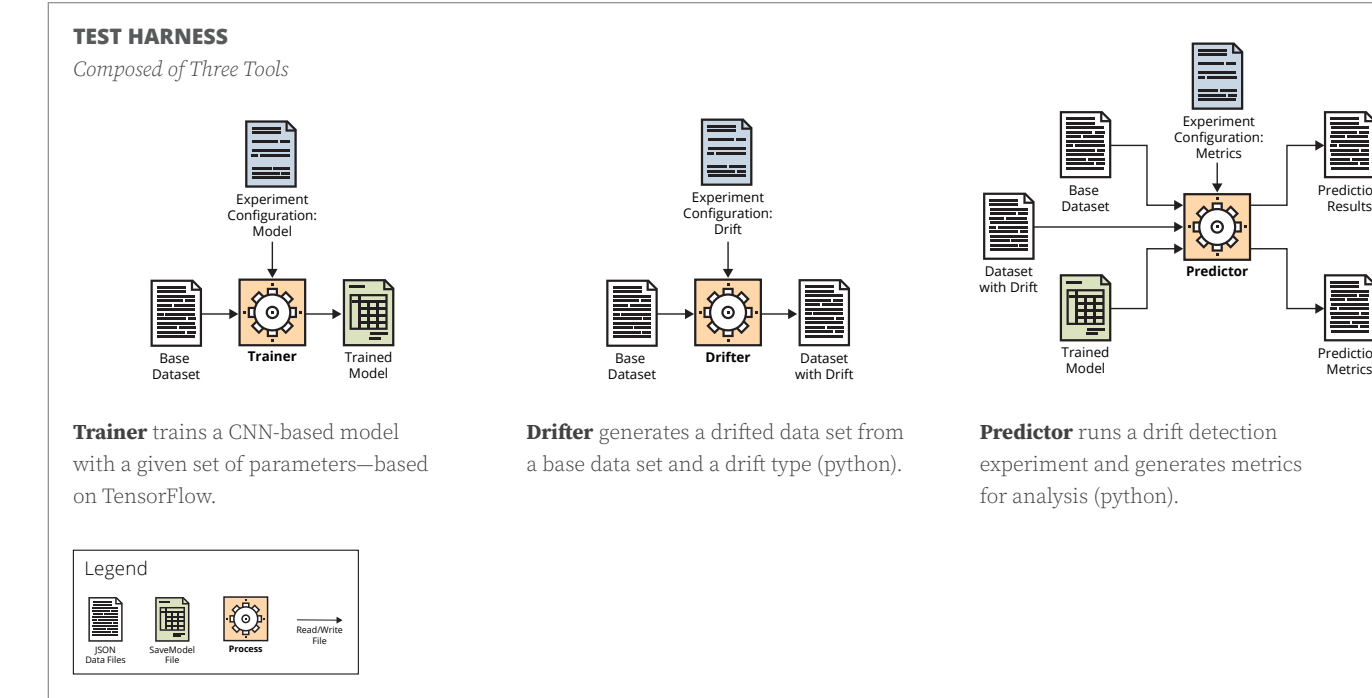 TEST HARNESS
Composed of Three Tools
Experiment
Configuration:
Model
Base
Dataset
Trainer
Trained
Model
Experiment
Configuration:
Drift
Base
Dataset
Drifter
Dataset
with Drift
Experiment
Configuration:
Metrics
Base
Dataset
Dataset
with Drift
Trained
Model
Predictor
Results
Metrics
Trainer trains a CNN-based model
with a given set of parameters—based
on TensorFlow.
Drifter generates a drifted data set from
a base data set and a drift type (python).
Predictor runs a drift detection
experiment and generates metrics
for analysis (python).
Legend
JSON
Data Files
SaveModel
File
Process
Read/Write
File